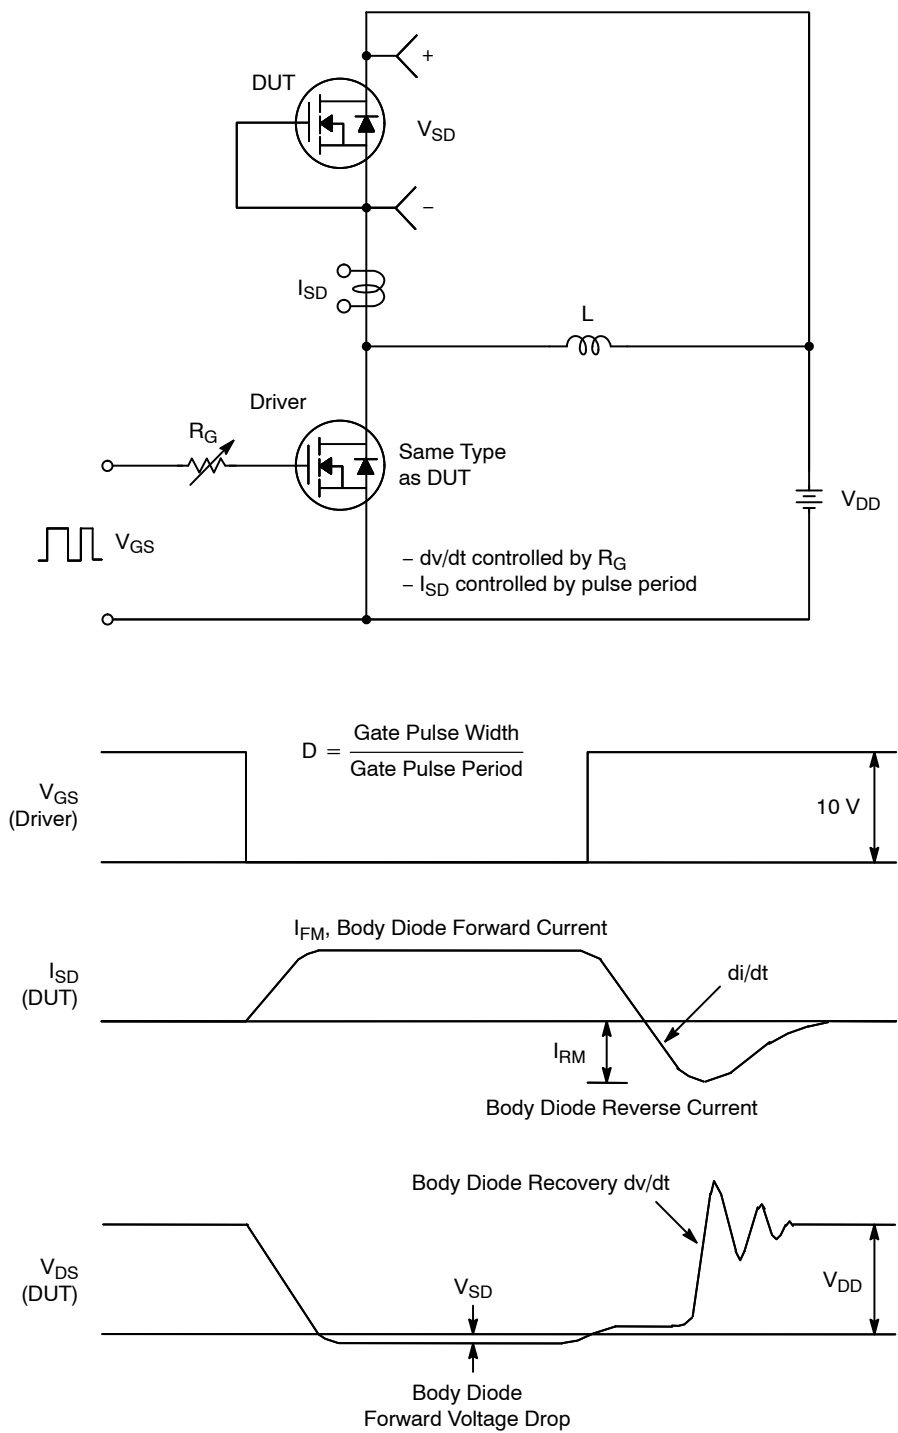 +
DUT
V_SD
−
I_SD
L
Driver
R_G
Same Type
as DUT
V_DD
V_GS
− dv/dt controlled by R_G
− I_SD controlled by pulse period
D = Gate Pulse Width / Gate Pulse Period
V_GS
(Driver)
10 V
I_FM, Body Diode Forward Current
I_SD
(DUT)
di/dt
I_RM
Body Diode Reverse Current
Body Diode Recovery dv/dt
V_DS
(DUT)
V_SD
V_DD
Body Diode
Forward Voltage Drop